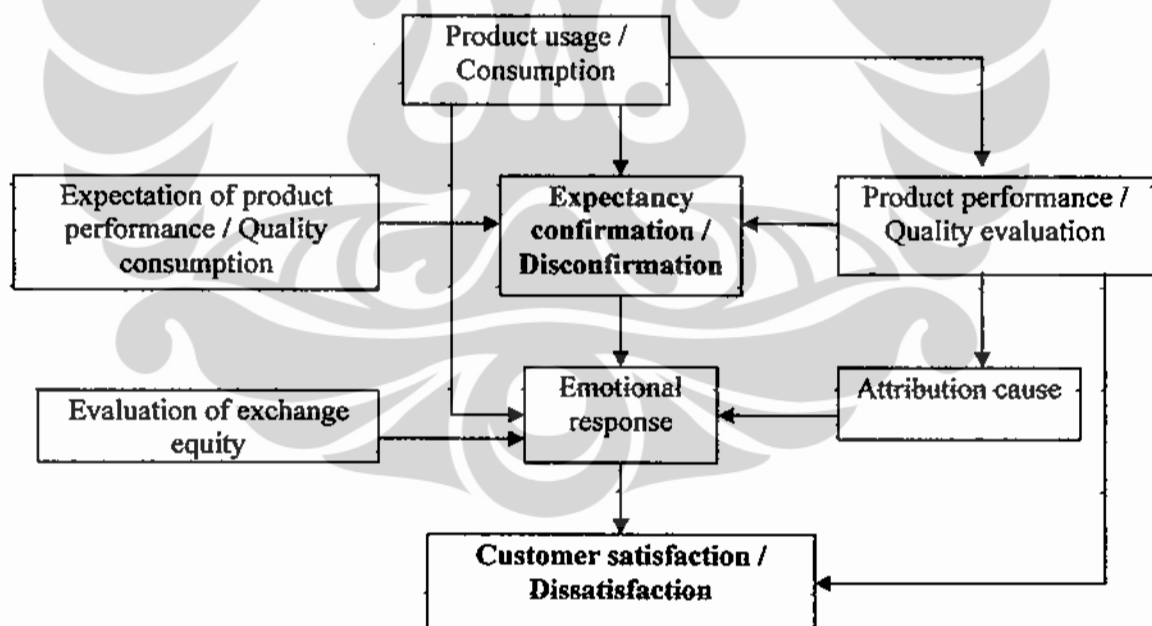 Product usage /
Consumption
Expectation of product
performance / Quality
consumption
Expectancy
confirmation /
Disconfirmation
Product performance /
Quality evaluation
Evaluation of exchange
equity
Emotional
response
Attribution cause
Customer satisfaction /
Dissatisfaction